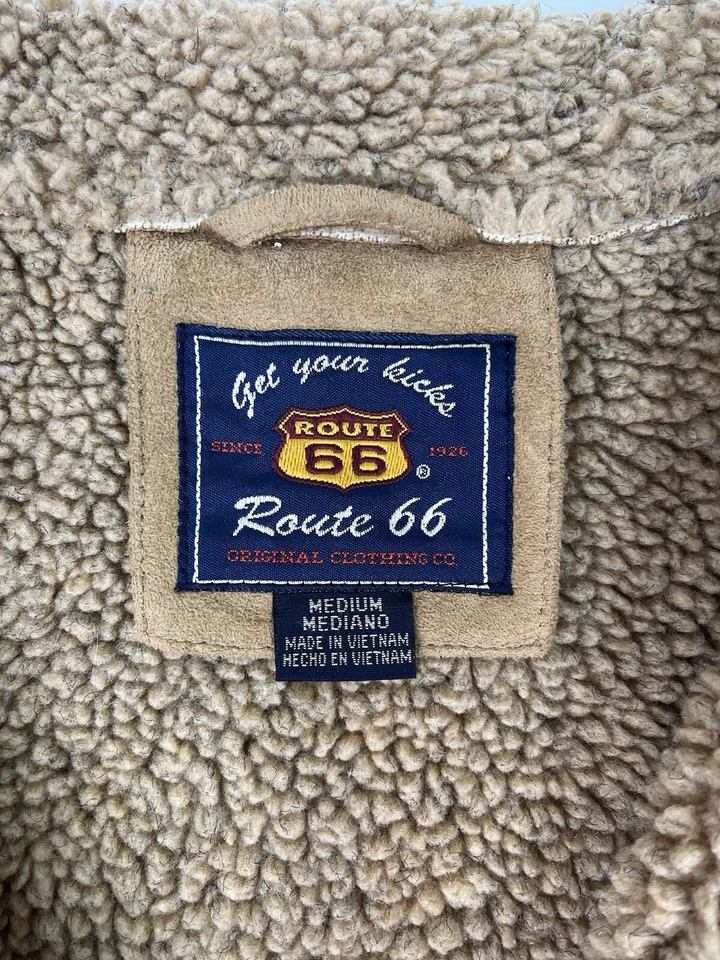 Get your kicks
ROUTE
SINCE 66 1926
®
Route 66
ORIGINAL CLOTHING CO.
MEDIUM
MEDIANO
MADE IN VIETNAM
HECHO EN VIETNAM